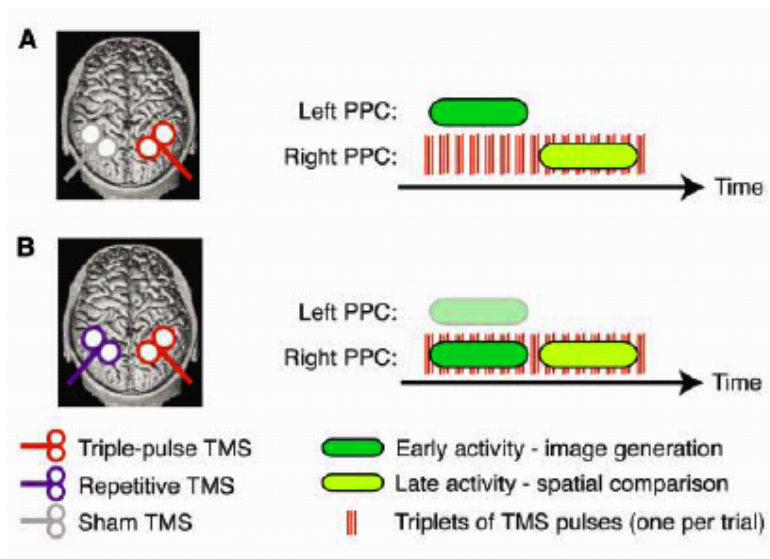 A
Left PPC:
Right PPC:
Time
B
Left PPC:
Right PPC:
Time
Triple-pulse TMS
Early activity - image generation
Repetitive TMS
Late activity - spatial comparison
Sham TMS
Triplets of TMS pulses (one per trial)